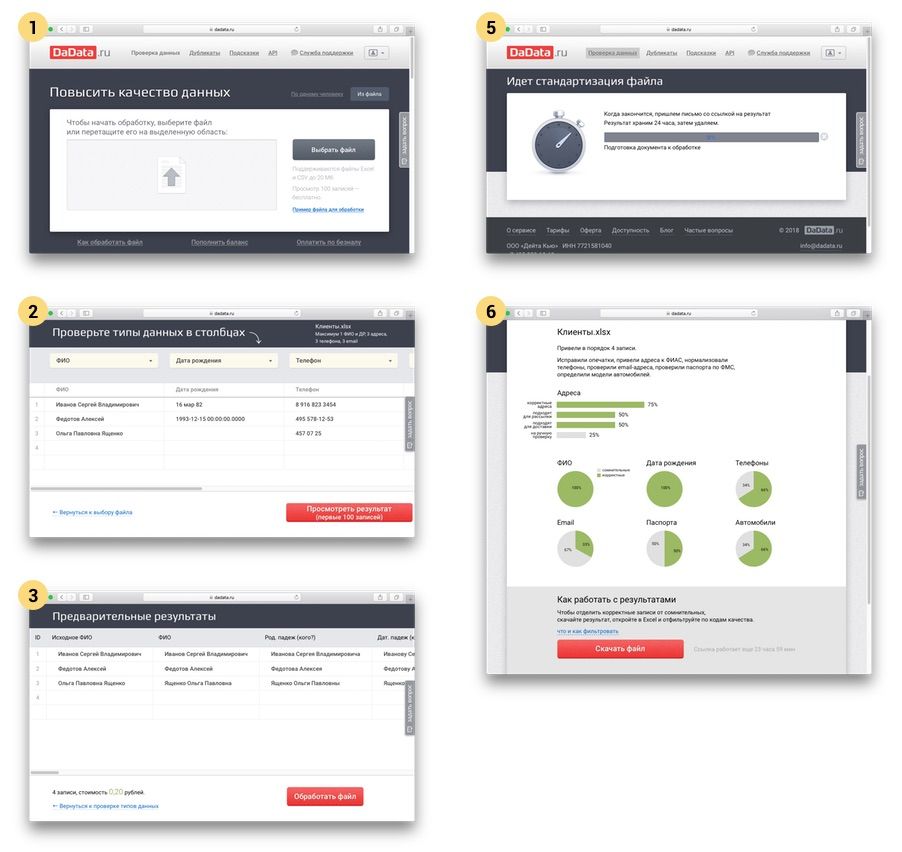 1
dadata.ru
DaData.ru
Проверка данных
Дубликаты
Подсказки
API
Служба поддержки
Повысить качество данных
По одному человеку
Из файла
Чтобы начать обработку, выберите файл
или перетащите его на выделенную область:
Выбрать файл
Поддерживаются файлы Excel
и CSV до 20 Мб
Просмотр 100 записей —
бесплатно.
Пример файла для обработки
задать вопрос
Как обработать файл
Пополнить баланс
Оплатить по безналу
2
dadata.ru
Проверьте типы данных в столбцах
Клиенты.xlsx
Максимум 1 ФИО и ДР, 3 адреса,
3 телефона, 3 email
ФИО
Дата рождения
Телефон
ФИО
Дата рождения
Телефон
1 Иванов Сергей Владимирович 16 мар 82 8 916 823 3454
2 Федотов Алексей 1993-12-15 00:00:00.0000 495 578-12-53
3 Ольга Павловна Ященко 457 07 25
4
задать вопрос
← Вернуться к выбору файла
Просмотреть результат
(первые 100 записей)
3
dadata.ru
Предварительные результаты
ID Исходное ФИО ФИО Род. падеж (кого?) Дат. падеж (к
1 Иванов Сергей Владимирович Иванов Сергей Владимирович Иванова Сергея Владимировича Иванову Се
2 Федотов Алексей Федотов Алексей Федотова Алексея Федотову А
3 Ольга Павловна Ященко Ященко Ольга Павловна Ященко Ольги Павловны Ященко Ол
4
задать вопрос
4 записи, стоимость 0,20 рублей.
← Вернуться к проверке типов данных
Обработать файл
5
dadata.ru
DaData.ru
Проверка данных
Дубликаты
Подсказки
API
Служба поддержки
Идет стандартизация файла
Когда закончится, пришлем письмо со ссылкой на результат
Результат храним 24 часа, затем удаляем.
Подготовка документа к обработке
задать вопрос
О сервисе
Тарифы
Оферта
Доступность
Блог
Частые вопросы
© 2018 DaData.ru
ООО «Дейта Кью» ИНН 7721581040
info@dadata.ru
6
dadata.ru
Клиенты.xlsx
Привели в порядок 4 записи.
Исправили опечатки, привели адреса к ФИАС, нормализовали
телефоны, проверили email-адреса, проверили паспорта по ФМС,
определили модели автомобилей.
Адреса
корректные
адреса
75%
подходят
для рассылки
50%
подходят
для доставки
50%
на ручную
проверку
25%
ФИО
100%
сомнительные
корректные
Дата рождения
100%
Телефоны
34%
66%
Email
67%
33%
Паспорта
50%
50%
Автомобили
34%
66%
задать вопрос
Как работать с результатами
Чтобы отделить корректные записи от сомнительных,
скачайте результат, откройте в Excel и отфильтруйте по кодам качества.
что и как фильтровать
Скачать файл
Ссылка работает еще 23 часа 59 мин